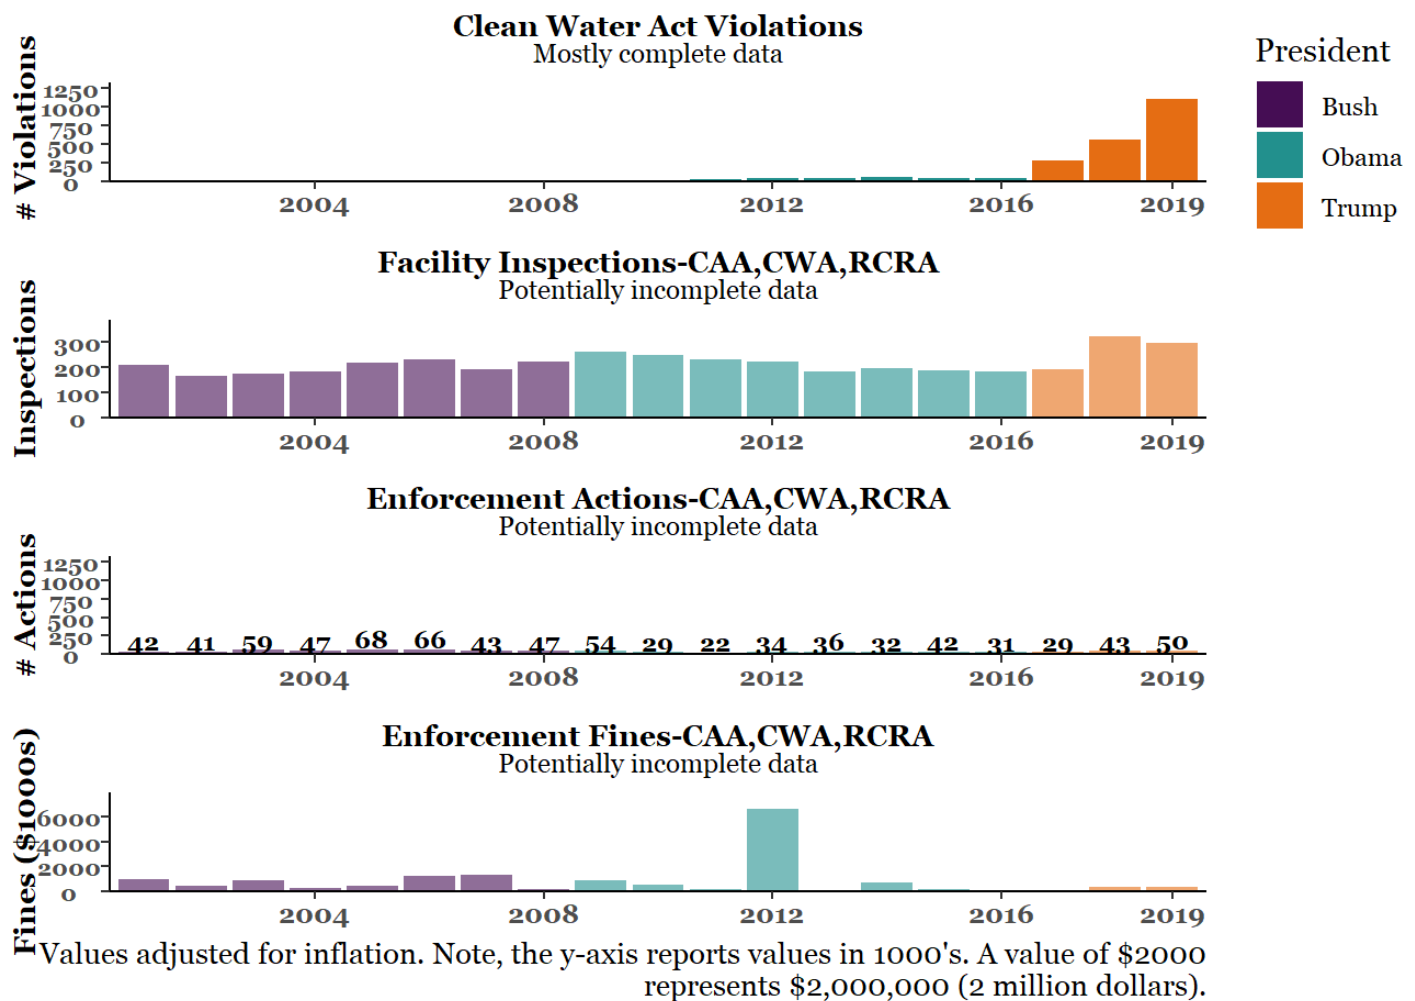 Clean Water Act Violations
Mostly complete data
# Violations
1250
1000
750
500
250
0
2004 2008 2012 2016 2019
President
Bush
Obama
Trump
Facility Inspections-CAA,CWA,RCRA
Potentially incomplete data
Inspections
300
200
100
0
2004 2008 2012 2016 2019
Enforcement Actions-CAA,CWA,RCRA
Potentially incomplete data
# Actions
1250
1000
750
500
250
0
42 41 59 47 68 66 43 47 54 29 22 34 36 32 42 31 29 43 50
2004 2008 2012 2016 2019
Enforcement Fines-CAA,CWA,RCRA
Potentially incomplete data
Fines ($1000s)
6000
4000
2000
0
2004 2008 2012 2016 2019
Values adjusted for inflation. Note, the y-axis reports values in 1000's. A value of $2000
represents $2,000,000 (2 million dollars).